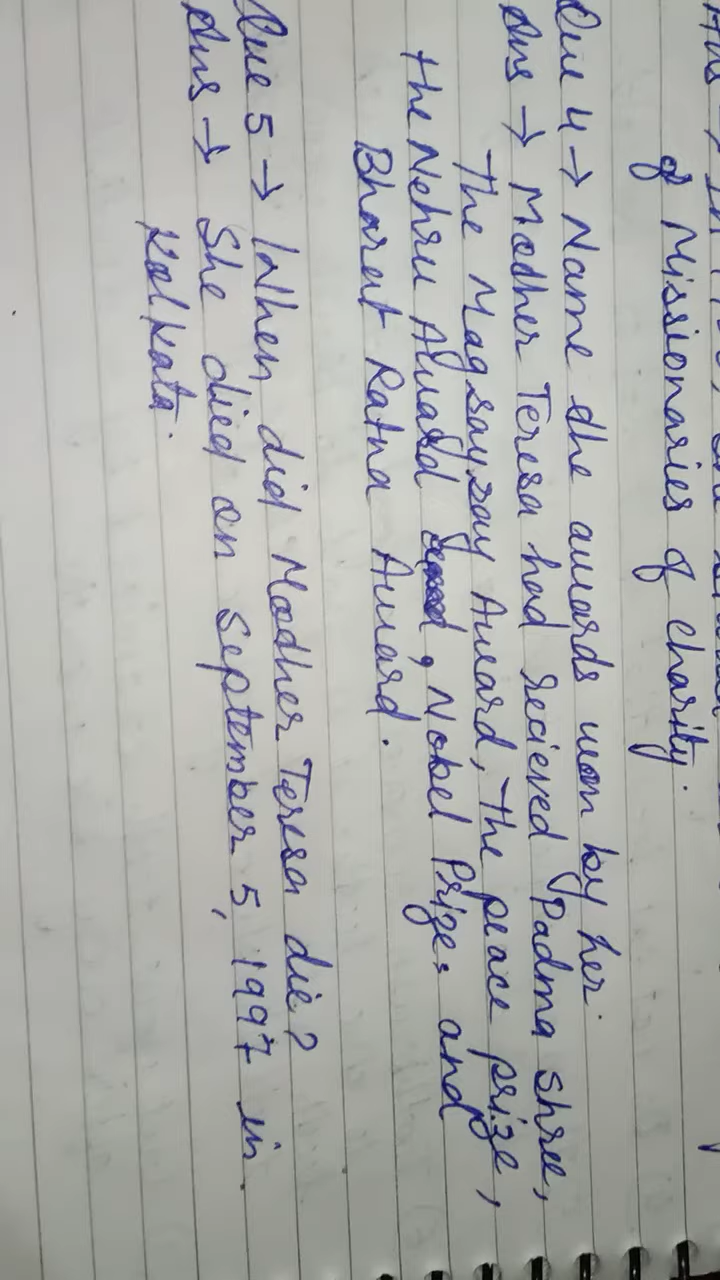 of Missionaries of charity.
Que 4 → Name the awards won by her.
Ans → Modher Teresa had recieved Padma shree,
The Magsaysay Award, The peace prize,
the Nehru Award, Nobel Prize, and
Bharat Ratna Award.
Que 5 → When did Modher Teresa die?
Ans → She died on September 5, 1997 in
Kolkata.